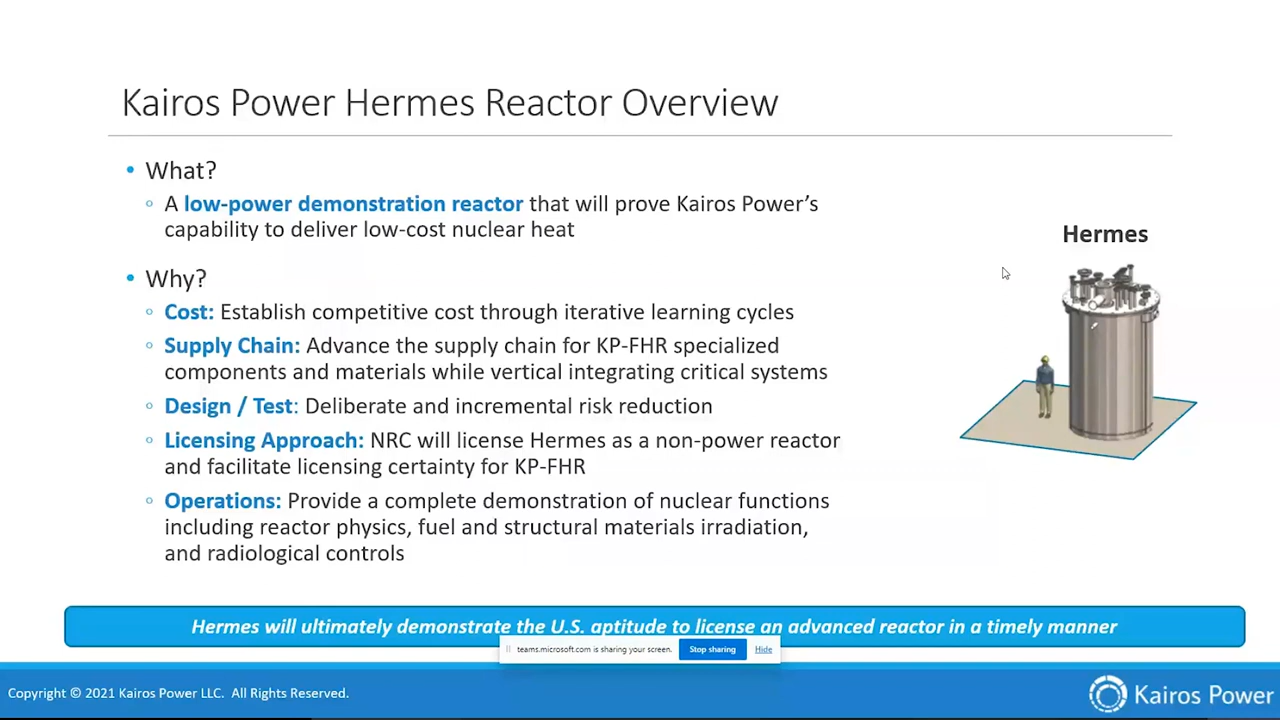 Kairos Power Hermes Reactor Overview
• What?
◦ A low-power demonstration reactor that will prove Kairos Power’s
capability to deliver low-cost nuclear heat
• Why?
◦ Cost: Establish competitive cost through iterative learning cycles
◦ Supply Chain: Advance the supply chain for KP-FHR specialized
components and materials while vertical integrating critical systems
◦ Design / Test: Deliberate and incremental risk reduction
◦ Licensing Approach: NRC will license Hermes as a non-power reactor
and facilitate licensing certainty for KP-FHR
◦ Operations: Provide a complete demonstration of nuclear functions
including reactor physics, fuel and structural materials irradiation,
and radiological controls
Hermes
Hermes will ultimately demonstrate the U.S. aptitude to license an advanced reactor in a timely manner
teams.microsoft.com is sharing your screen. Stop sharing Hide
Copyright © 2021 Kairos Power LLC. All Rights Reserved.
Kairos Power